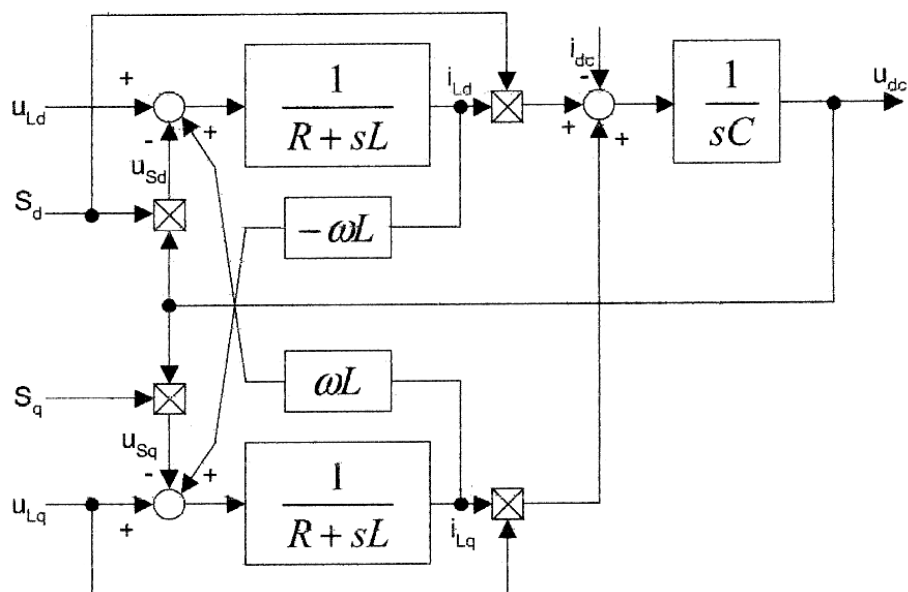 +
u_Ld
-
u_Sd
S_d
+
1
R + sL
i_Ld
i_dc
-
+
+
1
sC
u_dc
-ωL
ωL
S_q
u_Sq
-
+
u_Lq
+
1
R + sL
i_Lq